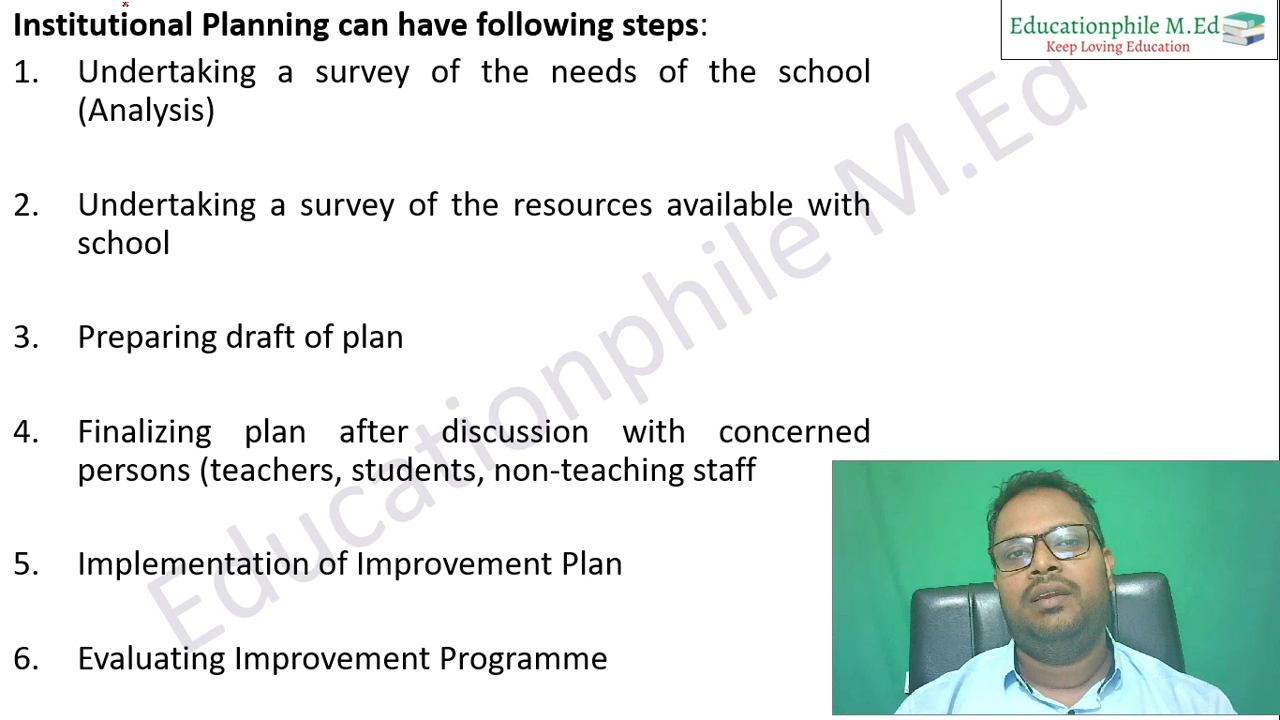 Institutional Planning can have following steps:
Educationphile M.Ed
Keep Loving Education
1. Undertaking a survey of the needs of the school
(Analysis)
2. Undertaking a survey of the resources available with
school
3. Preparing draft of plan
4. Finalizing plan after discussion with concerned
persons (teachers, students, non-teaching staff
5. Implementation of Improvement Plan
6. Evaluating Improvement Programme
Educationphile M.Ed